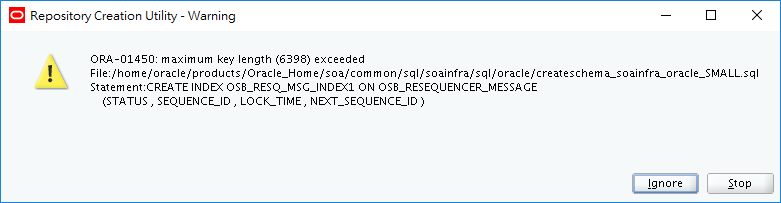 Repository Creation Utility - Warning
ORA-01450: maximum key length (6398) exceeded
File:/home/oracle/products/Oracle_Home/soa/common/sql/soainfra/sql/oracle/createschema_soainfra_oracle_SMALL.sql
Statement:CREATE INDEX OSB_RESQ_MSG_INDEX1 ON OSB_RESEQUENCER_MESSAGE
(STATUS , SEQUENCE_ID , LOCK_TIME , NEXT_SEQUENCE_ID )
Ignore
Stop